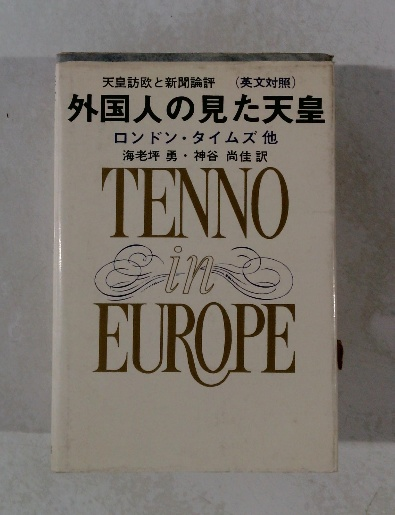 天皇訪欧と新聞論評 (英文対照)
外国人の見た天皇
ロンドン・タイムズ 他
海老坪 勇・神谷 尚佳 訳
TENNO
in
EUROPE